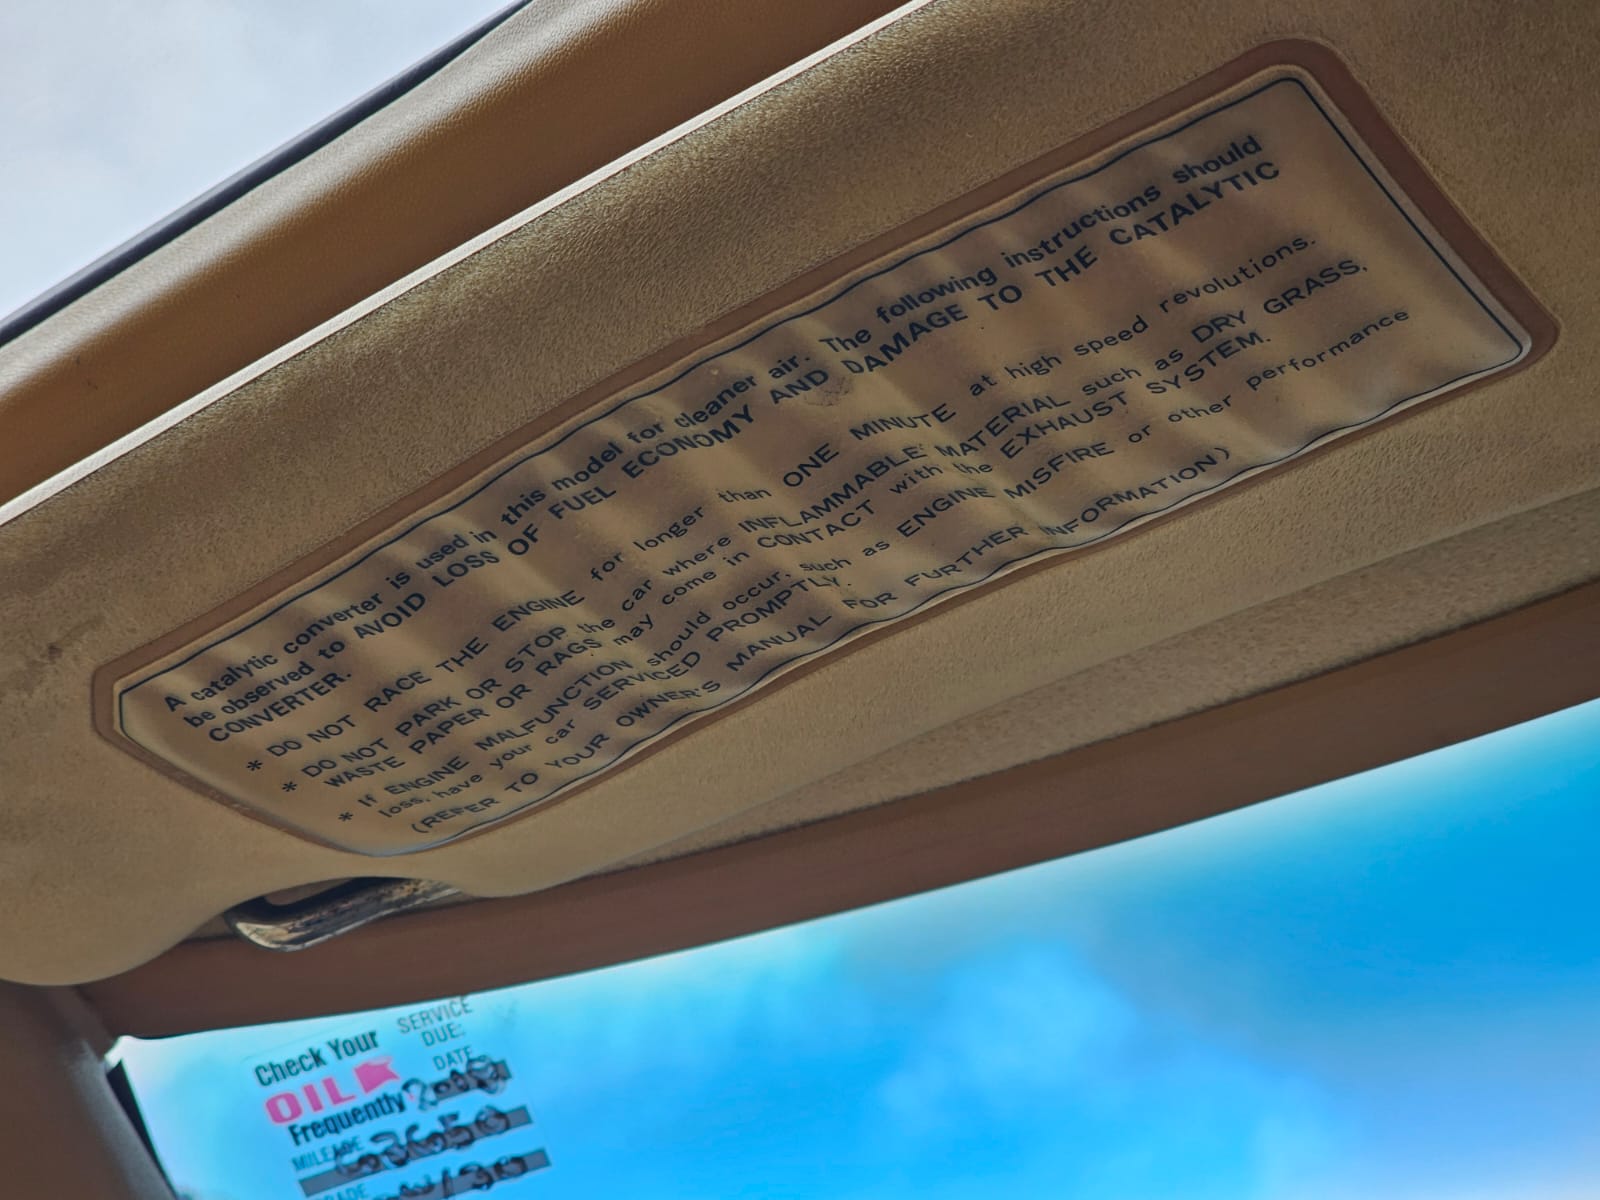 A catalytic converter is used in this model for cleaner air. The following instructions should
be observed to AVOID LOSS OF FUEL ECONOMY AND DAMAGE TO THE CATALYTIC
CONVERTER.
* DO NOT RACE THE ENGINE for longer than ONE MINUTE at high speed revolutions.
* DO NOT PARK OR STOP the car where INFLAMMABLE MATERIAL such as DRY GRASS,
WASTE PAPER OR RAGS may come in CONTACT with the EXHAUST SYSTEM.
* If ENGINE MALFUNCTION should occur, such as ENGINE MISFIRE or other performance
loss, have your car SERVICED PROMPTLY.
(REFER TO YOUR OWNER'S MANUAL FOR FURTHER INFORMATION)
Check Your
OIL
Frequently
SERVICE
DUE:
DATE
MILEAGE